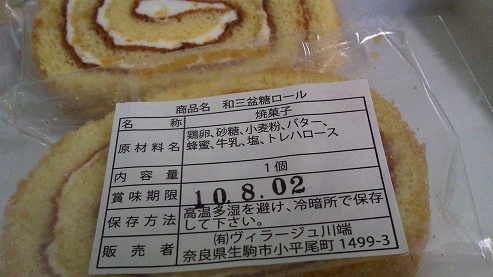 商品名 和三盆糖ロール
名称 焼菓子
原材料名 鶏卵、砂糖、小麦粉、バター、
蜂蜜、牛乳、塩、トレハロース
内容量 1個
賞味期限 10.8.02
保存方法 高温多湿を避け、冷暗所で保存
して下さい。
販売者 ㈲ヴィラージュ川端
奈良県生駒市小平尾町1499-3